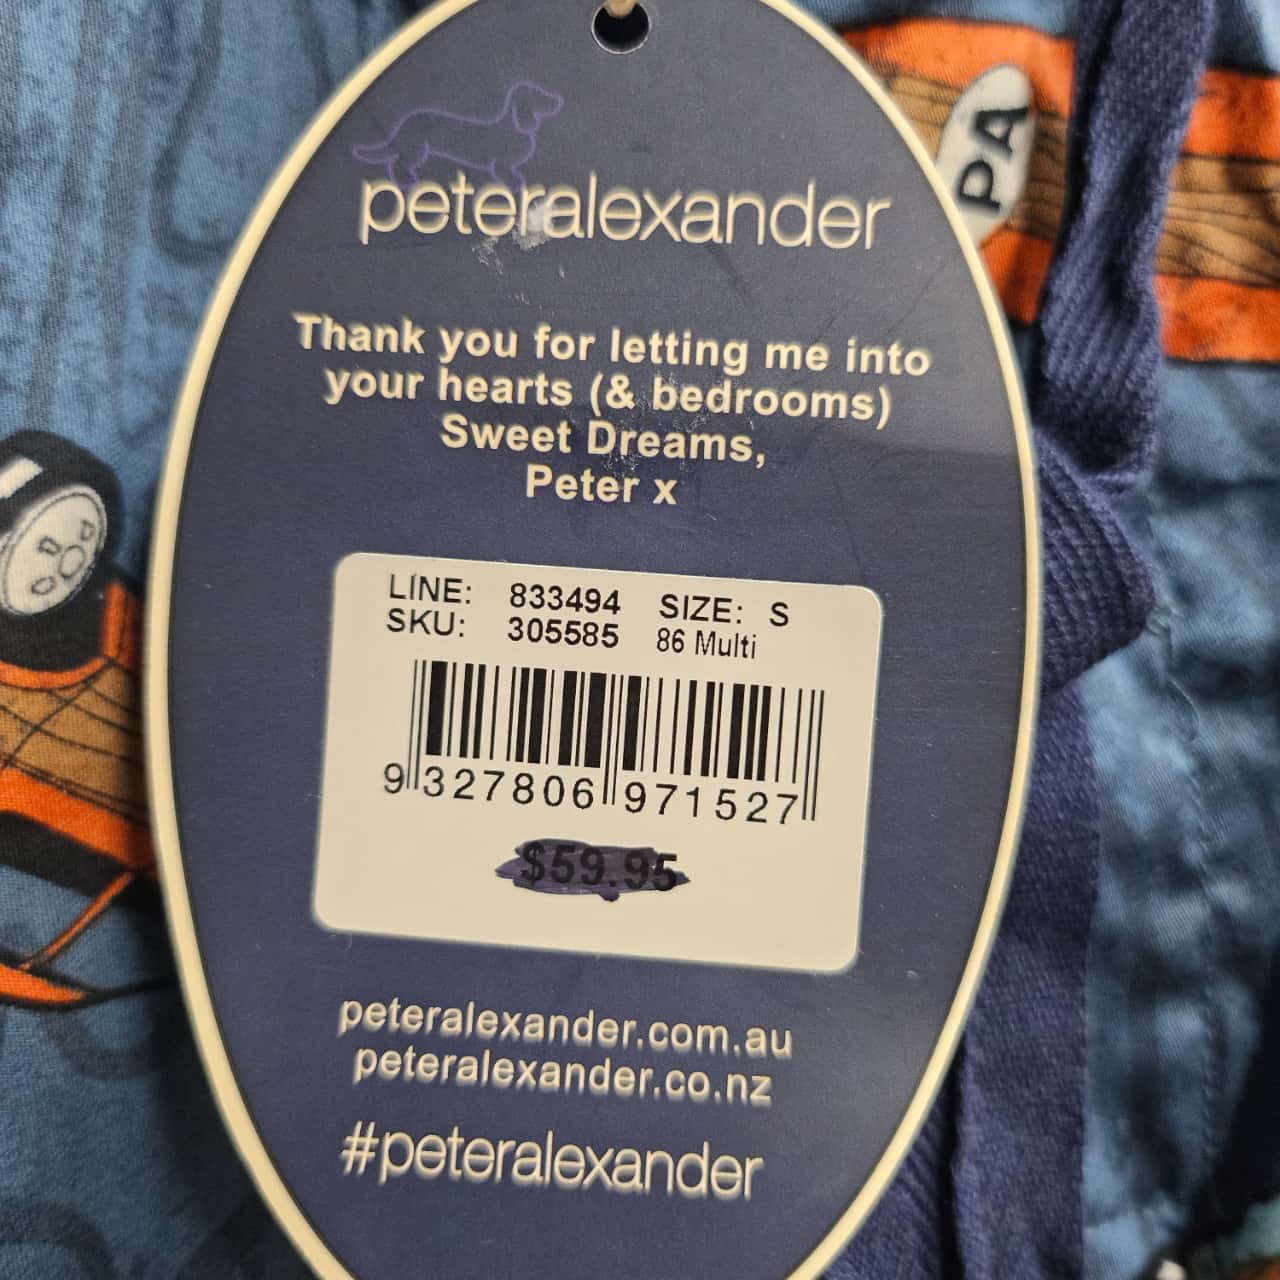 PA
peteralexander
Thank you for letting me into
your hearts (& bedrooms)
Sweet Dreams,
Peter x
LINE: 833494 SIZE: S
SKU: 305585 86 Multi
9 327806 971527
$59.95
peteralexander.com.au
peteralexander.co.nz
#peteralexander